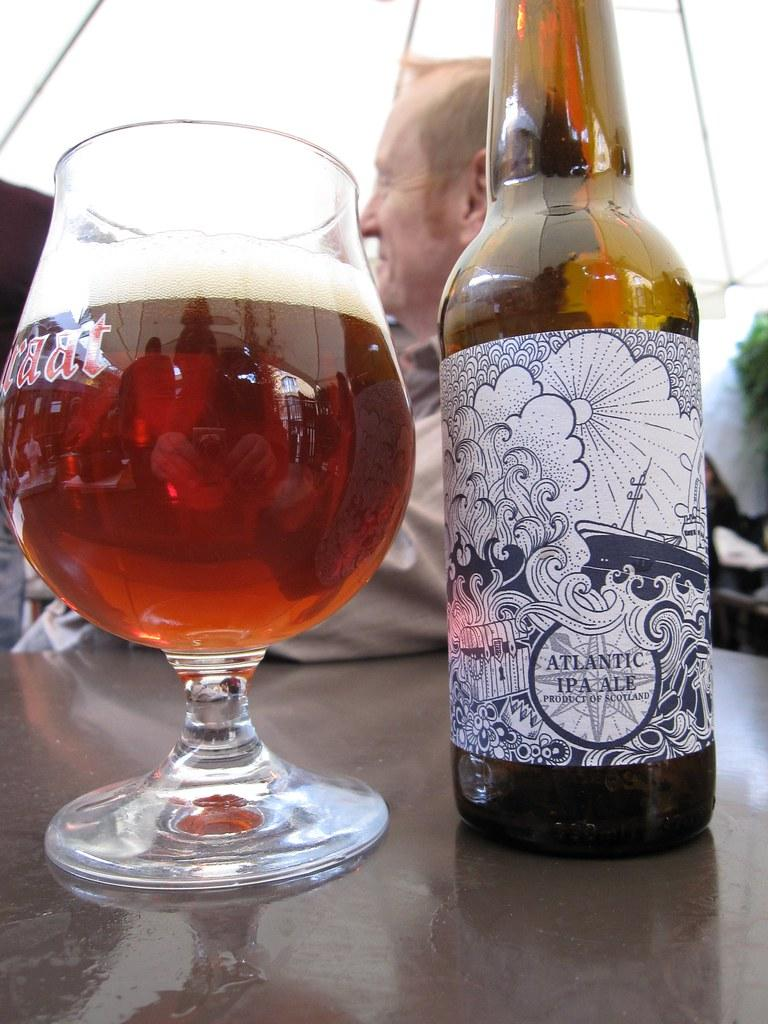 raat
ATLANTIC
IPA ALE
PRODUCT OF SCOTLAND